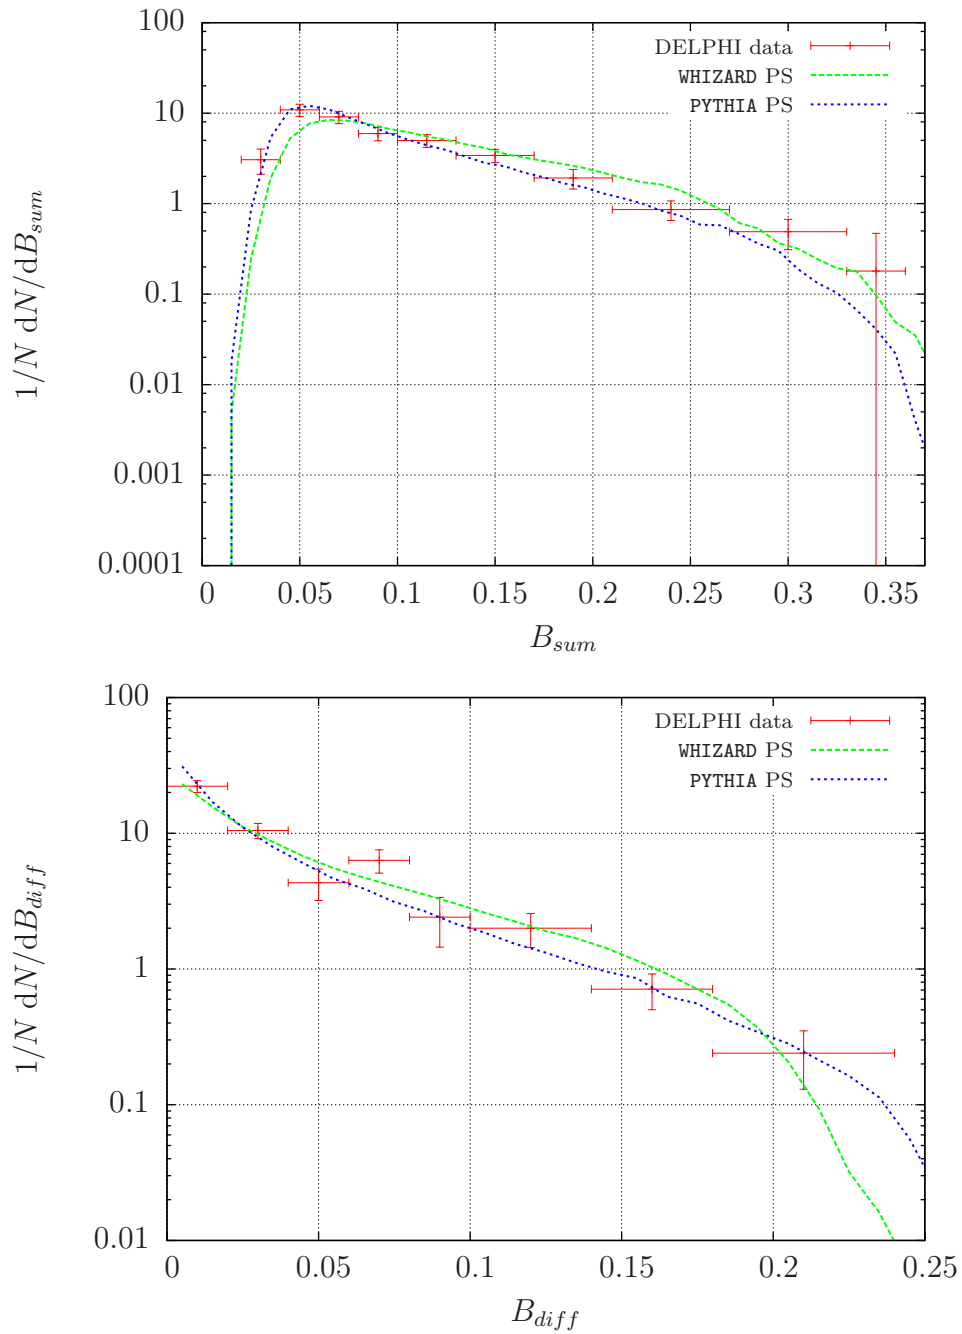 100
10
1
0.1
0.01
0.001
0.0001
1/N dN/dB_sum
DELPHI data
WHIZARD PS
PYTHIA PS
0 0.05 0.1 0.15 0.2 0.25 0.3 0.35
B_sum
100
10
1
0.1
0.01
1/N dN/dB_diff
DELPHI data
WHIZARD PS
PYTHIA PS
0 0.05 0.1 0.15 0.2 0.25
B_diff